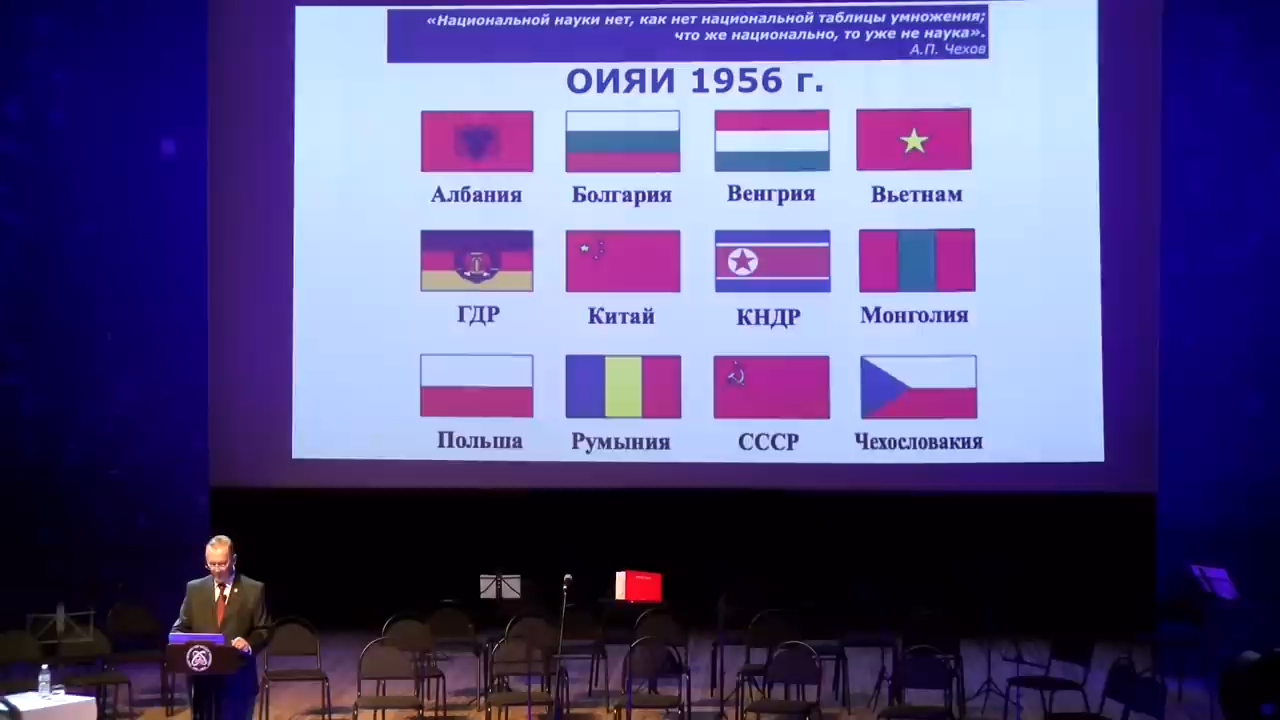 «Национальной науки нет, как нет национальной таблицы умножения;
что же национально, то уже не наука».
А.П. Чехов
ОИЯИ 1956 г.
Албания Болгария Венгрия Вьетнам
ГДР Китай КНДР Монголия
Польша Румыния СССР Чехословакия